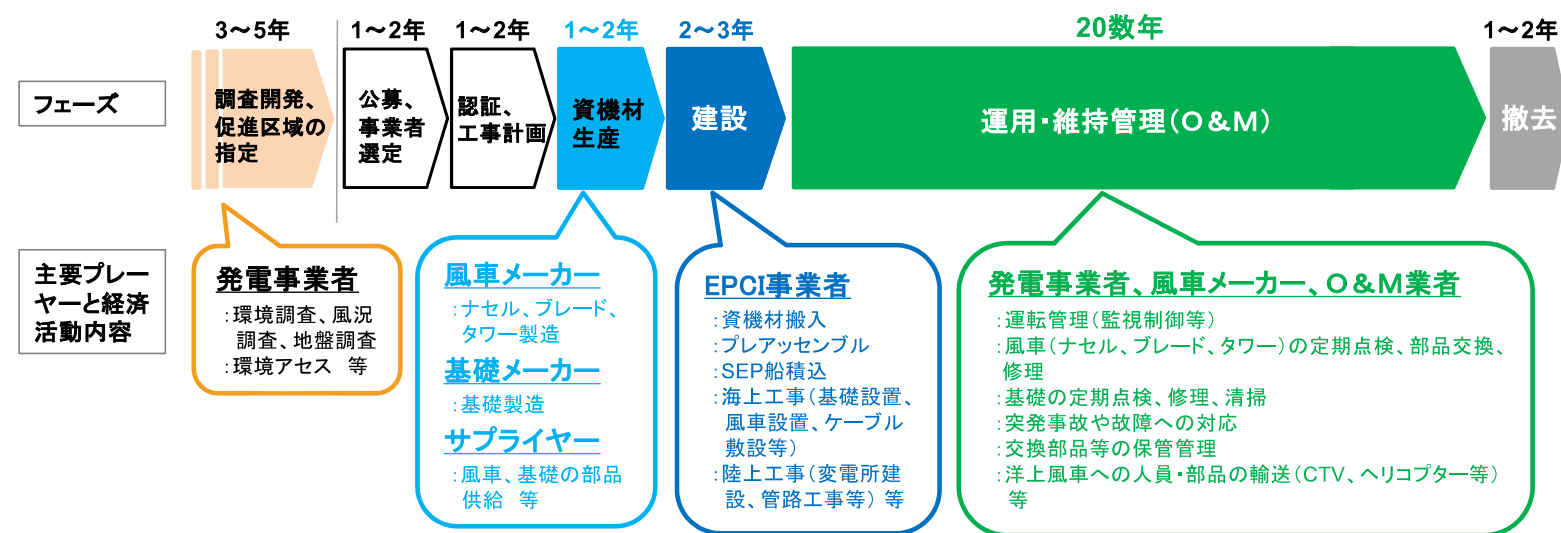 3～5年
1～2年
1～2年
1～2年
2～3年
20数年
1～2年
フェーズ
調査開発、
促進区域の
指定
公募、
事業者
選定
認証、
工事計画
資機材
生産
建設
運用・維持管理(O＆M)
撤去
主要プレー
ヤーと経済
活動内容
発電事業者
:環境調査、風況
調査、地盤調査
:環境アセス 等
風車メーカー
:ナセル、ブレード、
タワー製造
基礎メーカー
:基礎製造
サプライヤー
:風車、基礎の部品
供給 等
EPCI事業者
:資機材搬入
:プレアッセンブル
:SEP船積込
:海上工事(基礎設置、
風車設置、ケーブル
敷設等)
:陸上工事(変電所建
設、管路工事等) 等
発電事業者、風車メーカー、O＆M業者
:運転管理(監視制御等)
:風車(ナセル、ブレード、タワー)の定期点検、部品交換、
修理
:基礎の定期点検、修理、清掃
:突発事故や故障への対応
:交換部品等の保管管理
:洋上風車への人員・部品の輸送(CTV、ヘリコプター等)
等